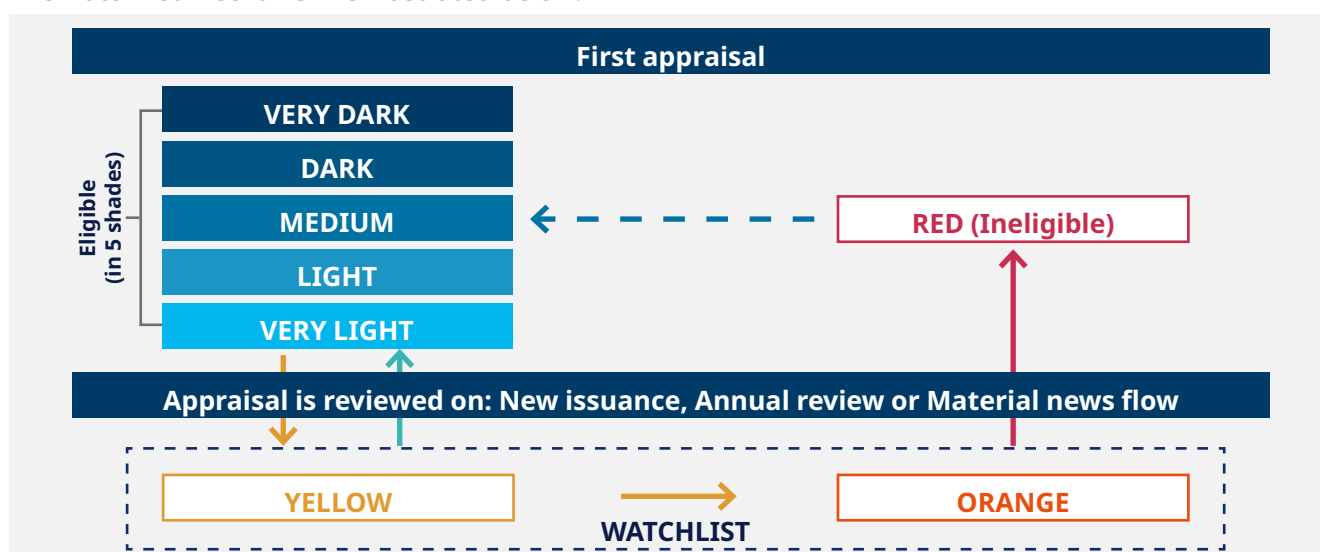 First appraisal
VERY DARK
DARK
Eligible
(in 5 shades)
MEDIUM
RED (Ineligible)
LIGHT
VERY LIGHT
Appraisal is reviewed on: New issuance, Annual review or Material news flow
YELLOW
ORANGE
WATCHLIST